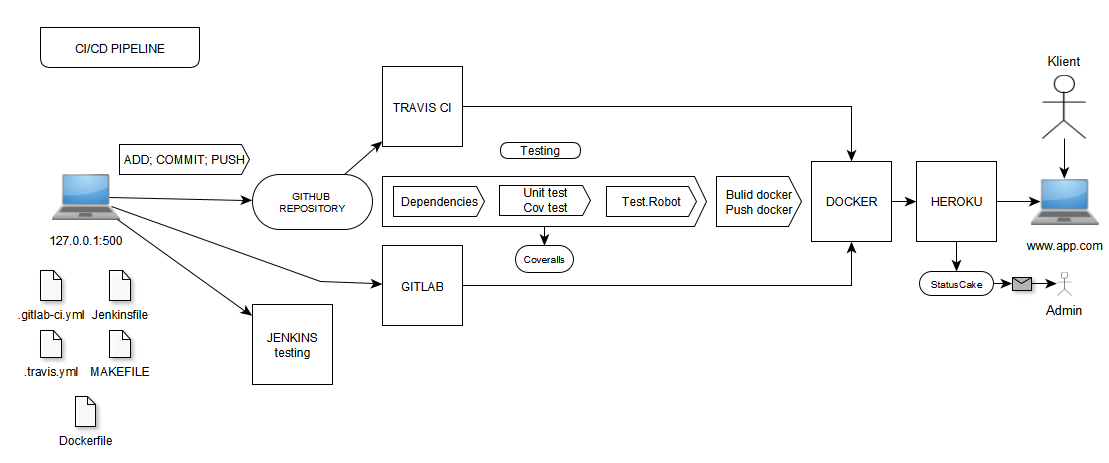 CI/CD PIPELINE
Klient
TRAVIS CI
ADD; COMMIT; PUSH
Testing
GITHUB
REPOSITORY
Dependencies
Unit test
Cov test
Test.Robot
Bulid docker
Push docker
DOCKER
HEROKU
127.0.0.1:500
www.app.com
Coveralls
GITLAB
StatusCake
Admin
.gitlab-ci.yml
Jenkinsfile
JENKINS
testing
.travis.yml
MAKEFILE
Dockerfile